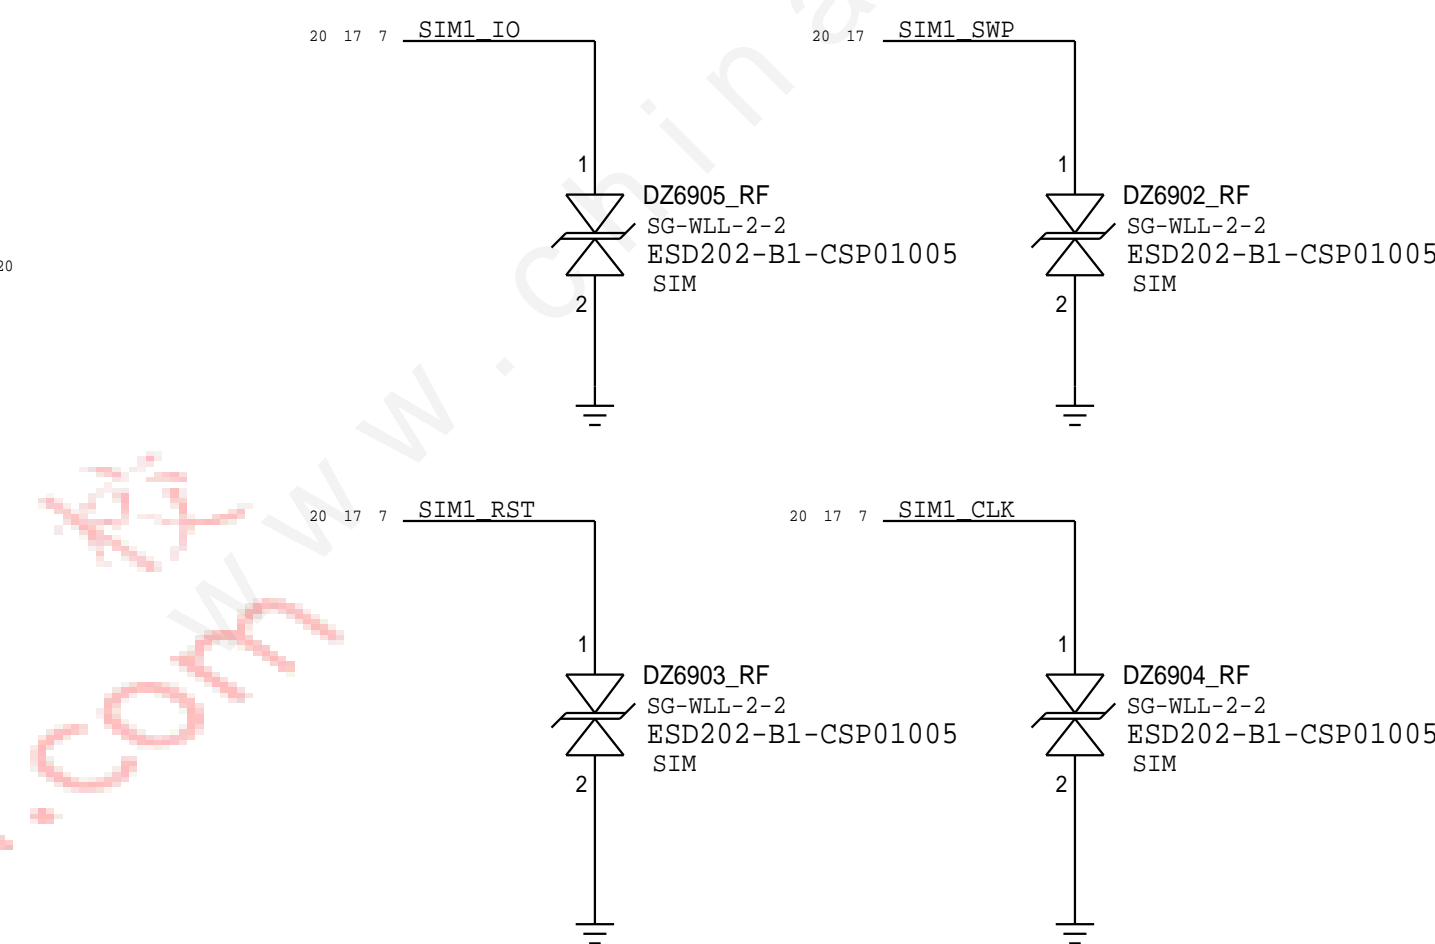 20 17 7 SIM1_IO
20 17 SIM1_SWP
1
DZ6905_RF
SG-WLL-2-2
ESD202-B1-CSP01005
SIM
2
1
DZ6902_RF
SG-WLL-2-2
ESD202-B1-CSP01005
SIM
2
20
20 17 7 SIM1_RST
20 17 7 SIM1_CLK
1
DZ6903_RF
SG-WLL-2-2
ESD202-B1-CSP01005
SIM
2
1
DZ6904_RF
SG-WLL-2-2
ESD202-B1-CSP01005
SIM
2
www.china
.com